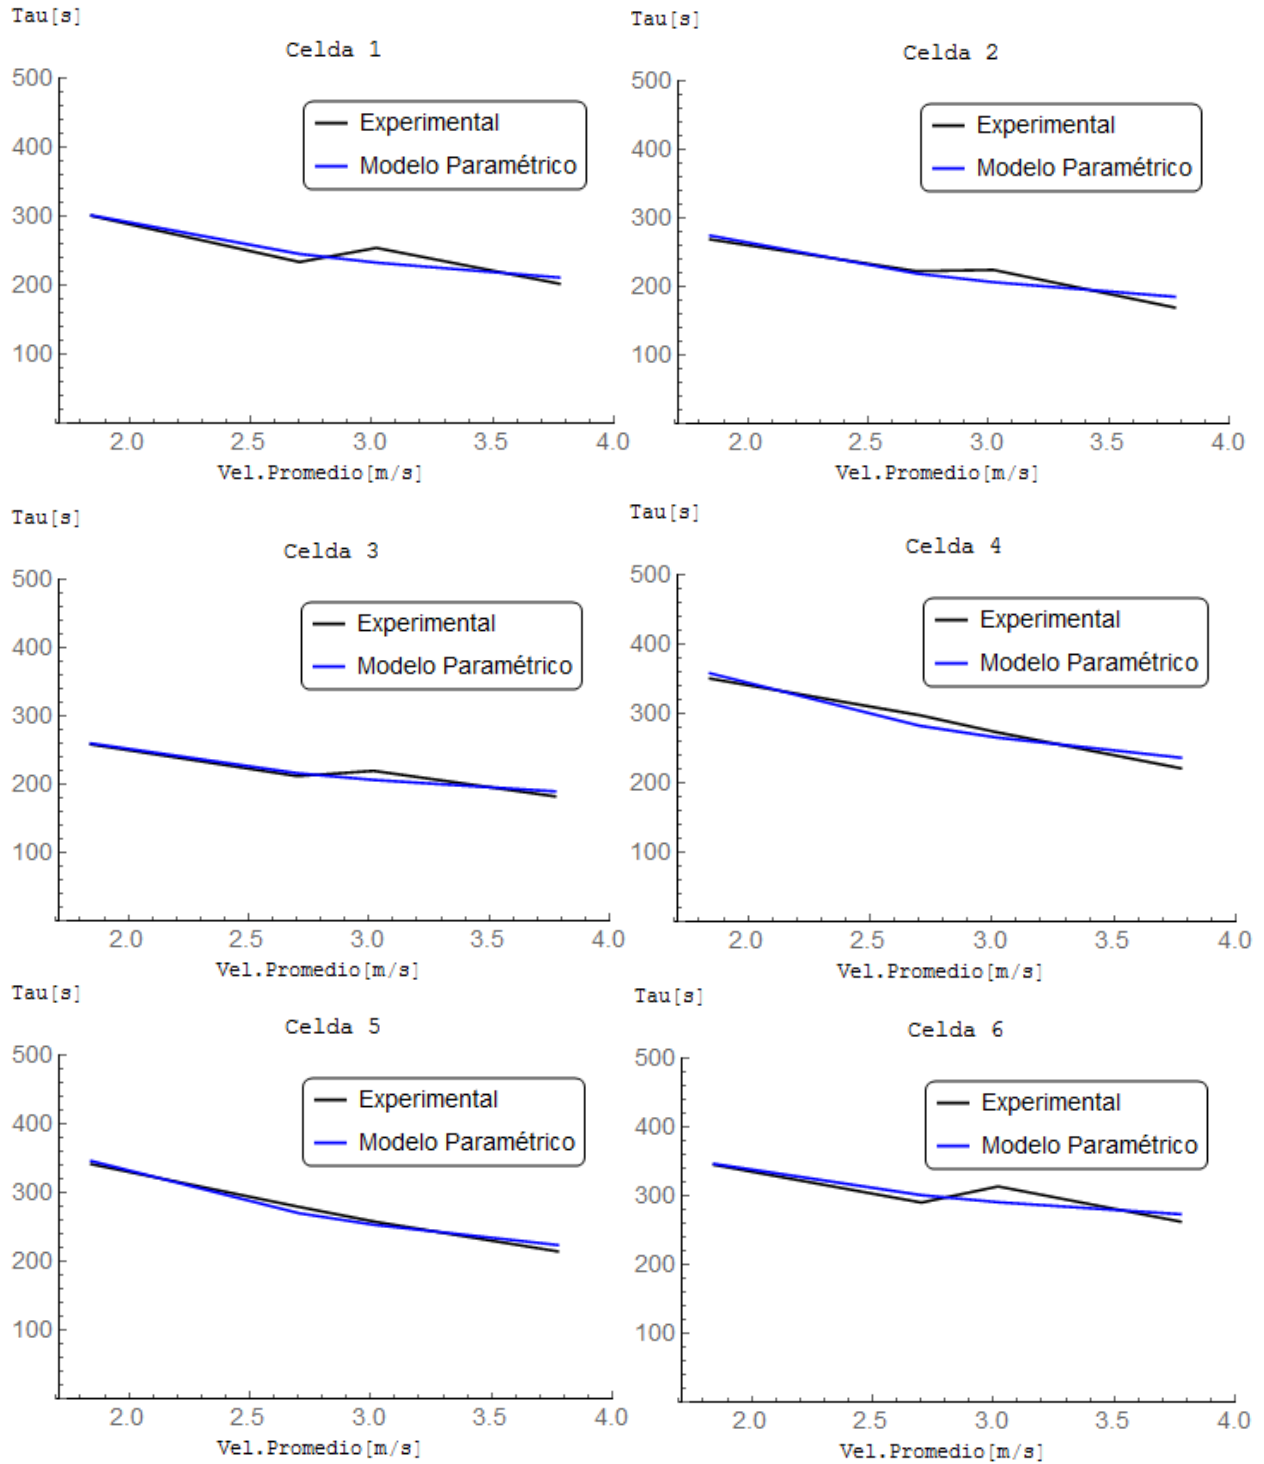 Tau[s]
Celda 1
500
400
300
200
100
Experimental
Modelo Paramétrico
2.0 2.5 3.0 3.5 4.0
Vel.Promedio[m/s]
Tau[s]
Celda 2
500
400
300
200
100
Experimental
Modelo Paramétrico
2.0 2.5 3.0 3.5 4.0
Vel.Promedio[m/s]
Tau[s]
Celda 3
500
400
300
200
100
Experimental
Modelo Paramétrico
2.0 2.5 3.0 3.5 4.0
Vel.Promedio[m/s]
Tau[s]
Celda 4
500
400
300
200
100
Experimental
Modelo Paramétrico
2.0 2.5 3.0 3.5 4.0
Vel.Promedio[m/s]
Tau[s]
Celda 5
500
400
300
200
100
Experimental
Modelo Paramétrico
2.0 2.5 3.0 3.5 4.0
Vel.Promedio[m/s]
Tau[s]
Celda 6
500
400
300
200
100
Experimental
Modelo Paramétrico
2.0 2.5 3.0 3.5 4.0
Vel.Promedio[m/s]